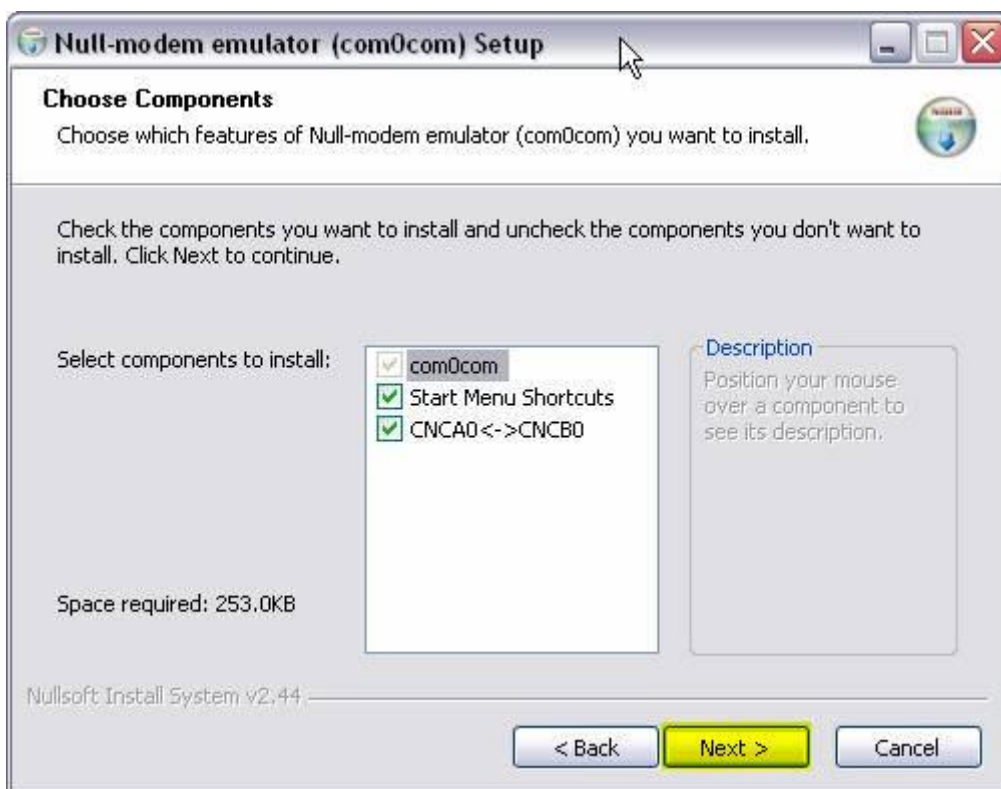 Null-modem emulator (com0com) Setup
Choose Components
Choose which features of Null-modem emulator (com0com) you want to install.
Check the components you want to install and uncheck the components you don't want to
install. Click Next to continue.
Select components to install:
com0com
Start Menu Shortcuts
CNCA0<->CNCB0
Description
Position your mouse
over a component to
see its description.
Space required: 253.0KB
Nullsoft Install System v2.44
< Back
Next >
Cancel